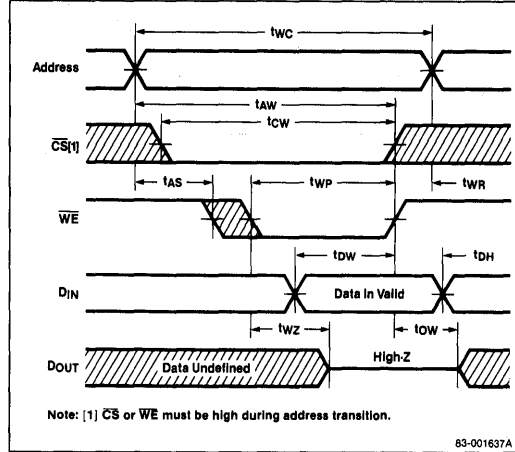 tWC
Address
tAW
tCW
CS[1]
tAS
tWP
tWR
WE
tDW
tDH
DIN
Data In Valid
tWZ
tOW
DOUT
Data Undefined
High-Z
Note: [1] CS or WE must be high during address transition.
83-001637A